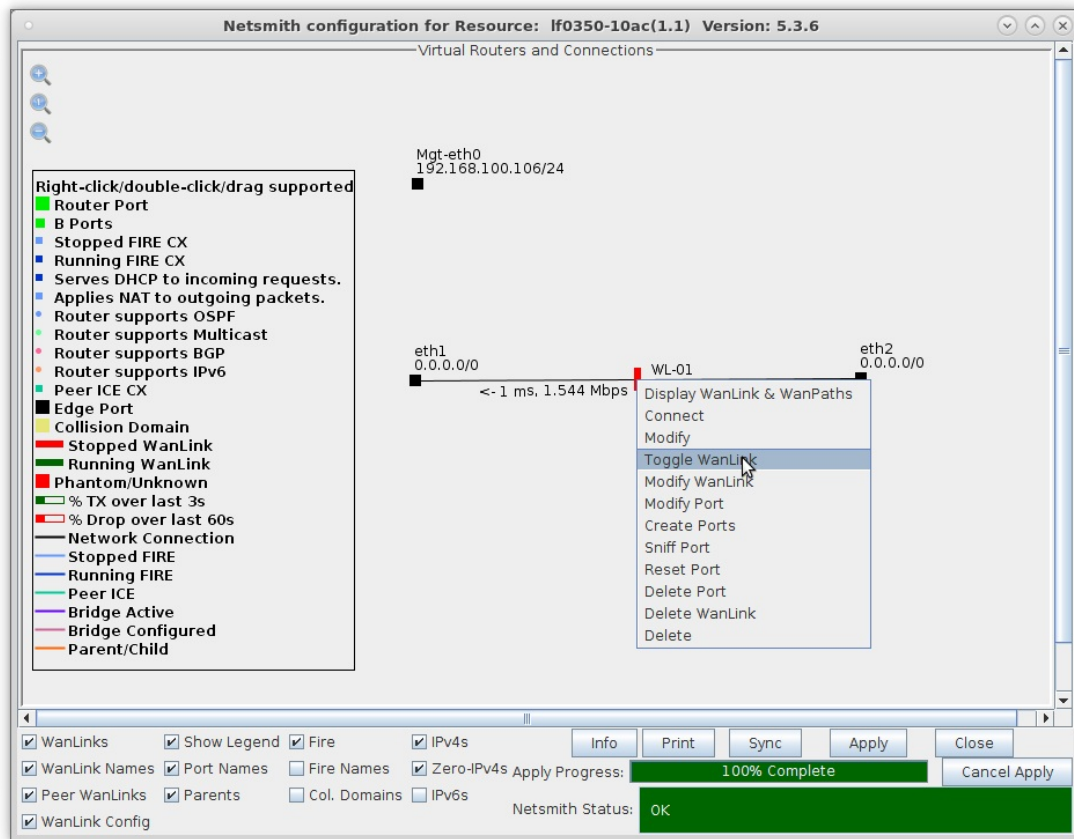 Netsmith configuration for Resource: lf0350-10ac(1.1) Version: 5.3.6
Virtual Routers and Connections
Mgt-eth0
192.168.100.106/24
Right-click/double-click/drag supported
Router Port
B Ports
Stopped FIRE CX
Running FIRE CX
Serves DHCP to incoming requests.
Applies NAT to outgoing packets.
Router supports OSPF
Router supports Multicast
Router supports BGP
Router supports IPv6
Peer ICE CX
Edge Port
Collision Domain
Stopped WanLink
Running WanLink
Phantom/Unknown
% TX over last 3s
% Drop over last 60s
Network Connection
Stopped FIRE
Running FIRE
Peer ICE
Bridge Active
Bridge Configured
Parent/Child
eth1
0.0.0.0/0
<- 1 ms, 1.544 Mbps
WL-01
eth2
0.0.0.0/0
Display WanLink & WanPaths
Connect
Modify
Toggle WanLink
Modify WanLink
Modify Port
Create Ports
Sniff Port
Reset Port
Delete Port
Delete WanLink
Delete
WanLinks Show Legend Fire IPv4s Info Print Sync Apply Close
WanLink Names Port Names Fire Names Zero-IPv4s Apply Progress: 100% Complete Cancel Apply
Peer WanLinks Parents Col. Domains IPv6s Netsmith Status: OK
WanLink Config